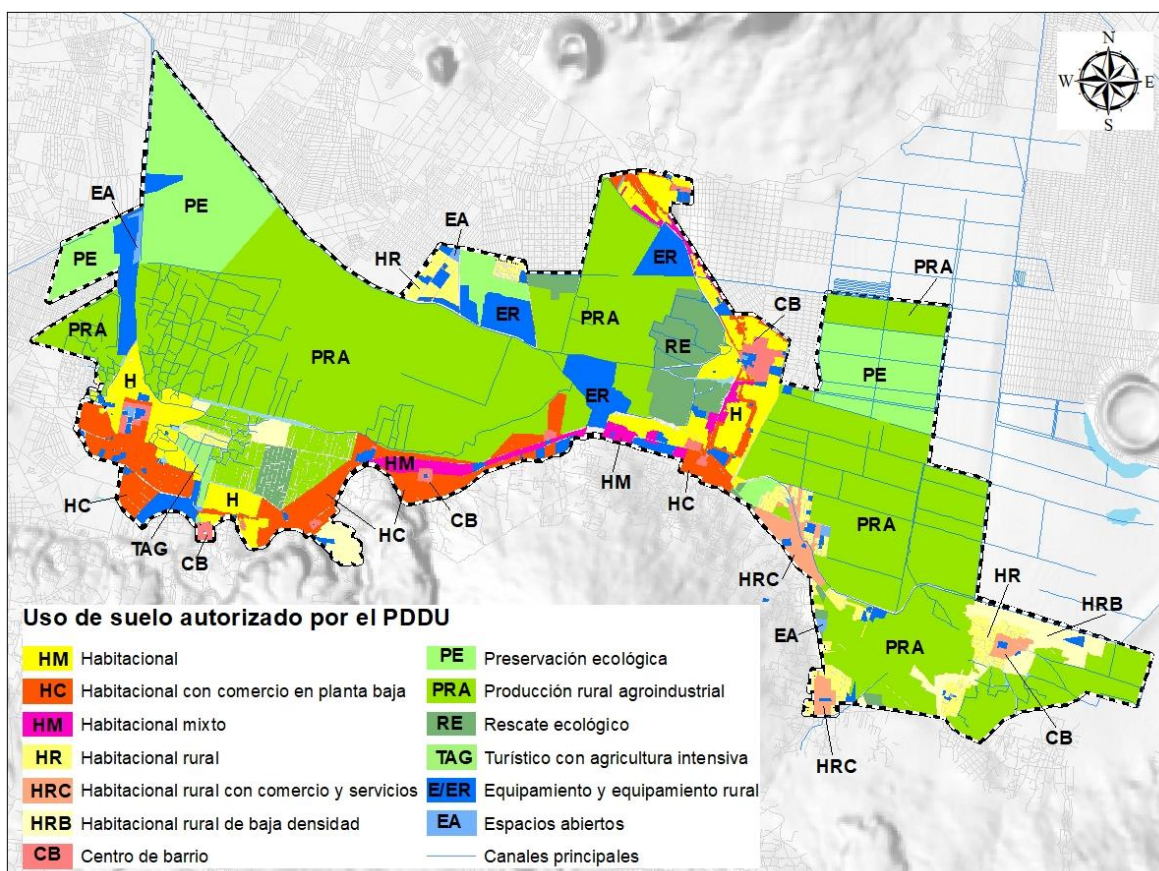 N
W E
S
EA
PE
PE
EA
HR
ER
PRA
PRA
ER
PRA
RE
CB
PRA
PE
H
ER
H
HM
HM
HC
HC
H
HC
CB
TAG
CB
PRA
HRC
HR
HRB
EA
PRA
CB
HRC
Uso de suelo autorizado por el PDDU
HM Habitacional
HC Habitacional con comercio en planta baja
HM Habitacional mixto
HR Habitacional rural
HRC Habitacional rural con comercio y servicios
HRB Habitacional rural de baja densidad
CB Centro de barrio
PE Preservación ecológica
PRA Producción rural agroindustrial
RE Rescate ecológico
TAG Turístico con agricultura intensiva
E/ER Equipamiento y equipamiento rural
EA Espacios abiertos
Canales principales